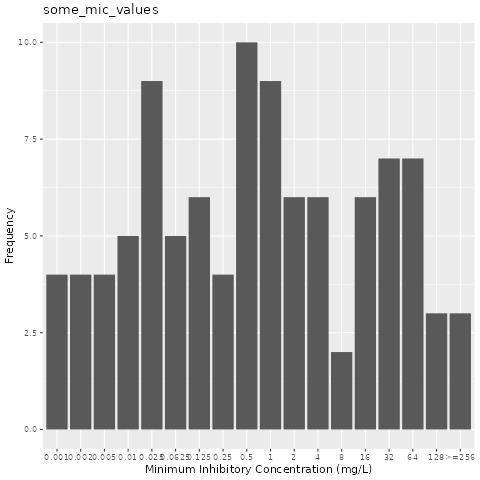 some_mic_values
Frequency
10.0
7.5
5.0
2.5
0.0
0.001 0.002 0.005 0.01 0.025 0.0625 0.125 0.25 0.5 1 2 4 8 16 32 64 128 >=256
Minimum Inhibitory Concentration (mg/L)